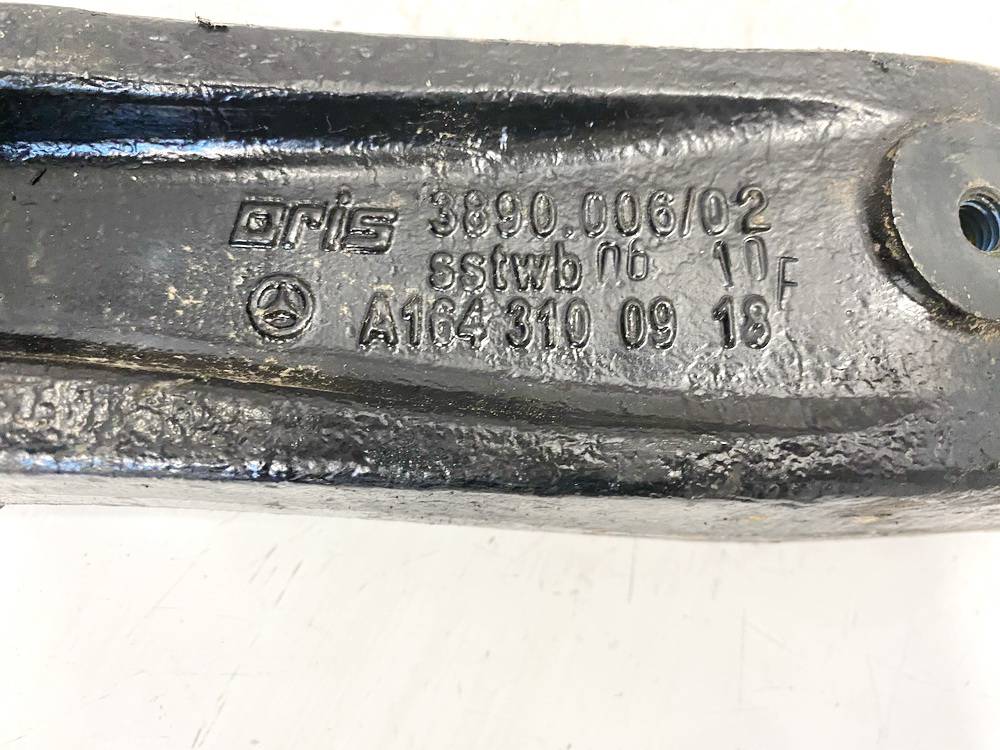 oris 3890.006/02
sstwb 06 10 F
A164 310 09 18